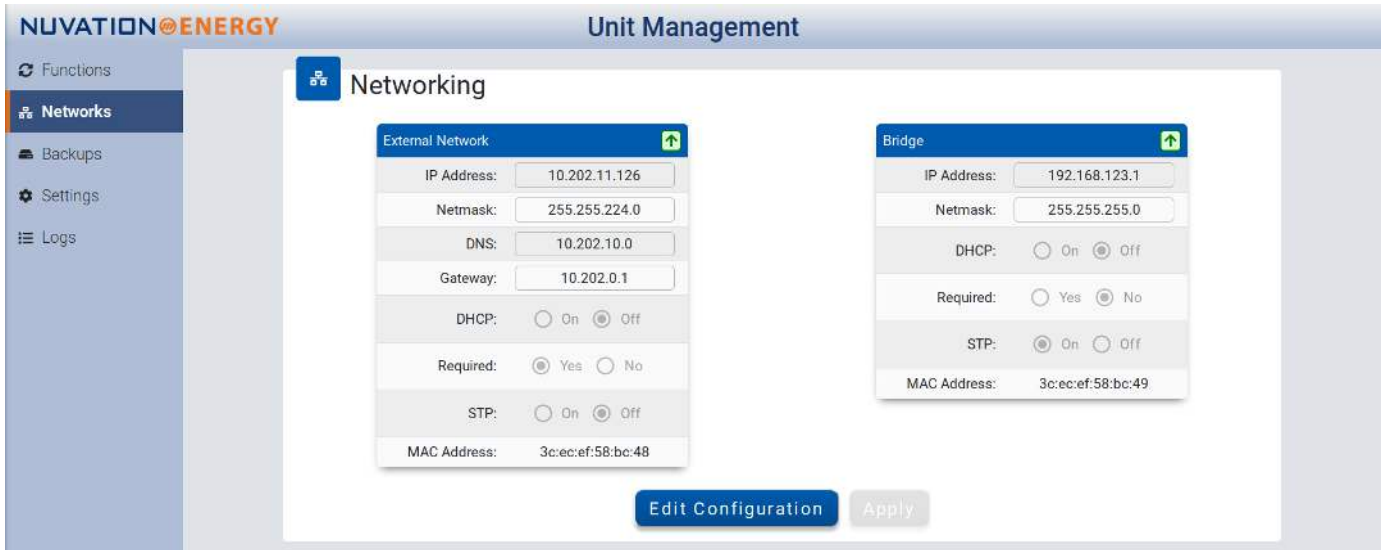 NUVATION ENERGY
Unit Management
Functions
Networks
Backups
Settings
Logs
Networking
External Network
IP Address: 10.202.11.126
Netmask: 255.255.224.0
DNS: 10.202.10.0
Gateway: 10.202.0.1
DHCP: On Off
Required: Yes No
STP: On Off
MAC Address: 3c:ec:ef:58:bc:48
Bridge
IP Address: 192.168.123.1
Netmask: 255.255.255.0
DHCP: On Off
Required: Yes No
STP: On Off
MAC Address: 3c:ec:ef:58:bc:49
Edit Configuration
Apply